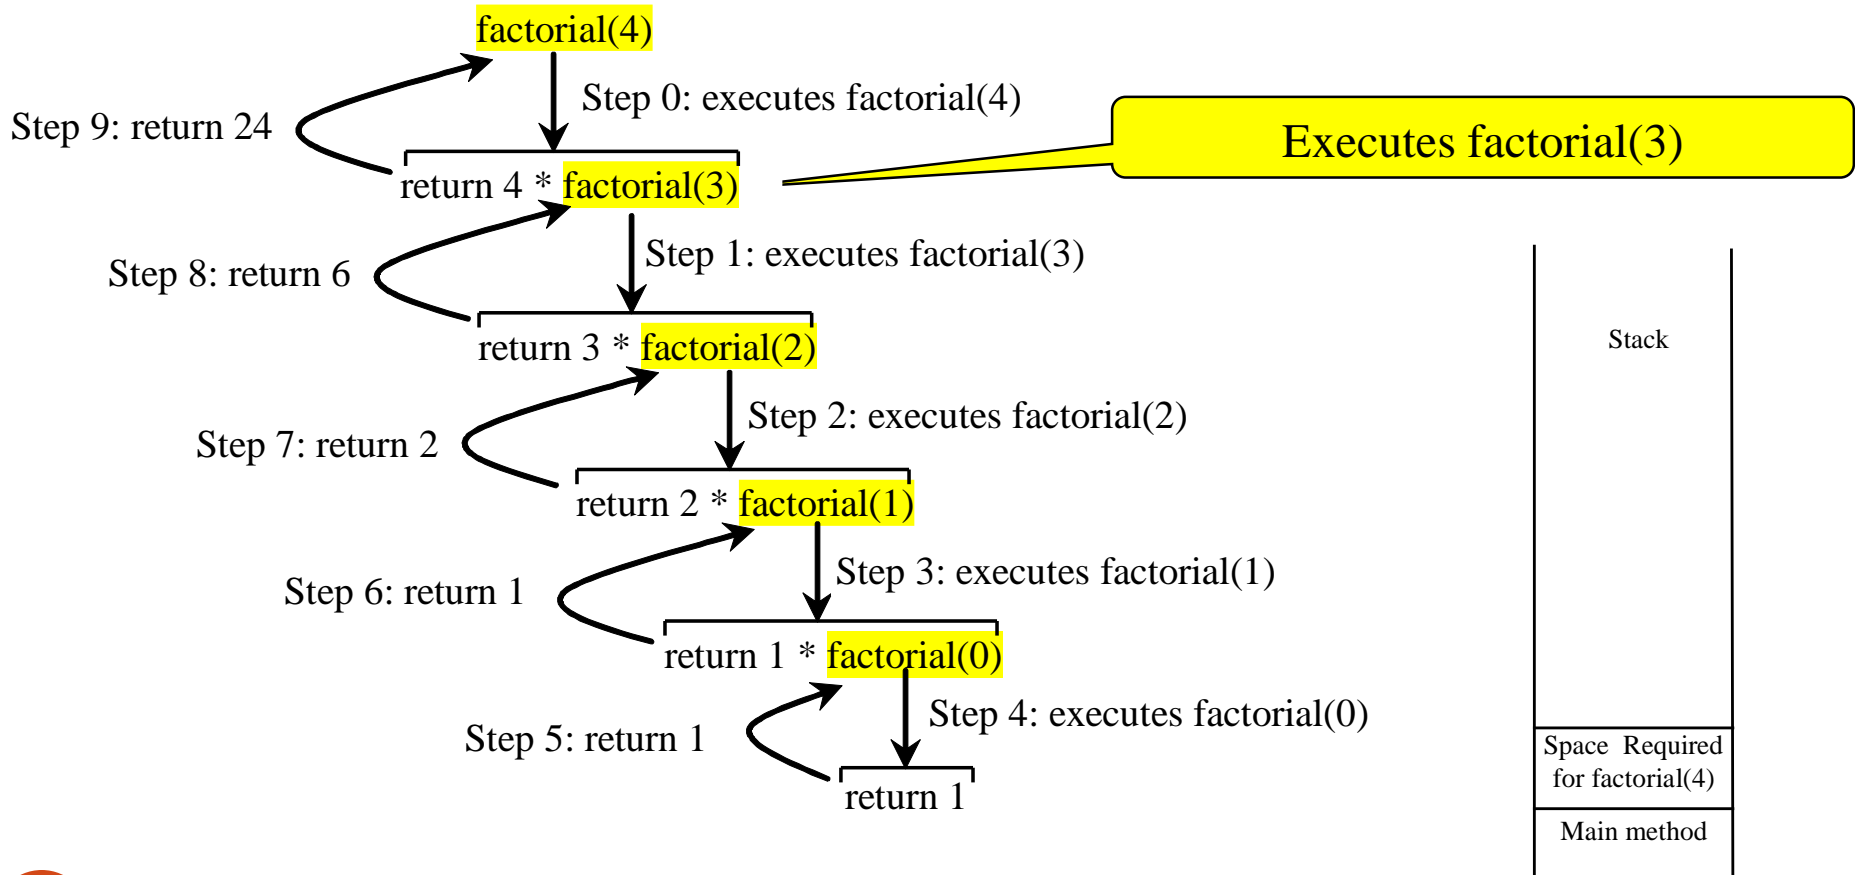 factorial(4)
Step 0: executes factorial(4)
Step 9: return 24
Executes factorial(3)
return 4 * factorial(3)
Step 1: executes factorial(3)
Step 8: return 6
return 3 * factorial(2)
Stack
Step 2: executes factorial(2)
Step 7: return 2
return 2 * factorial(1)
Step 3: executes factorial(1)
Step 6: return 1
return 1 * factorial(0)
Step 4: executes factorial(0)
Step 5: return 1
return 1
Space Required
for factorial(4)
Main method